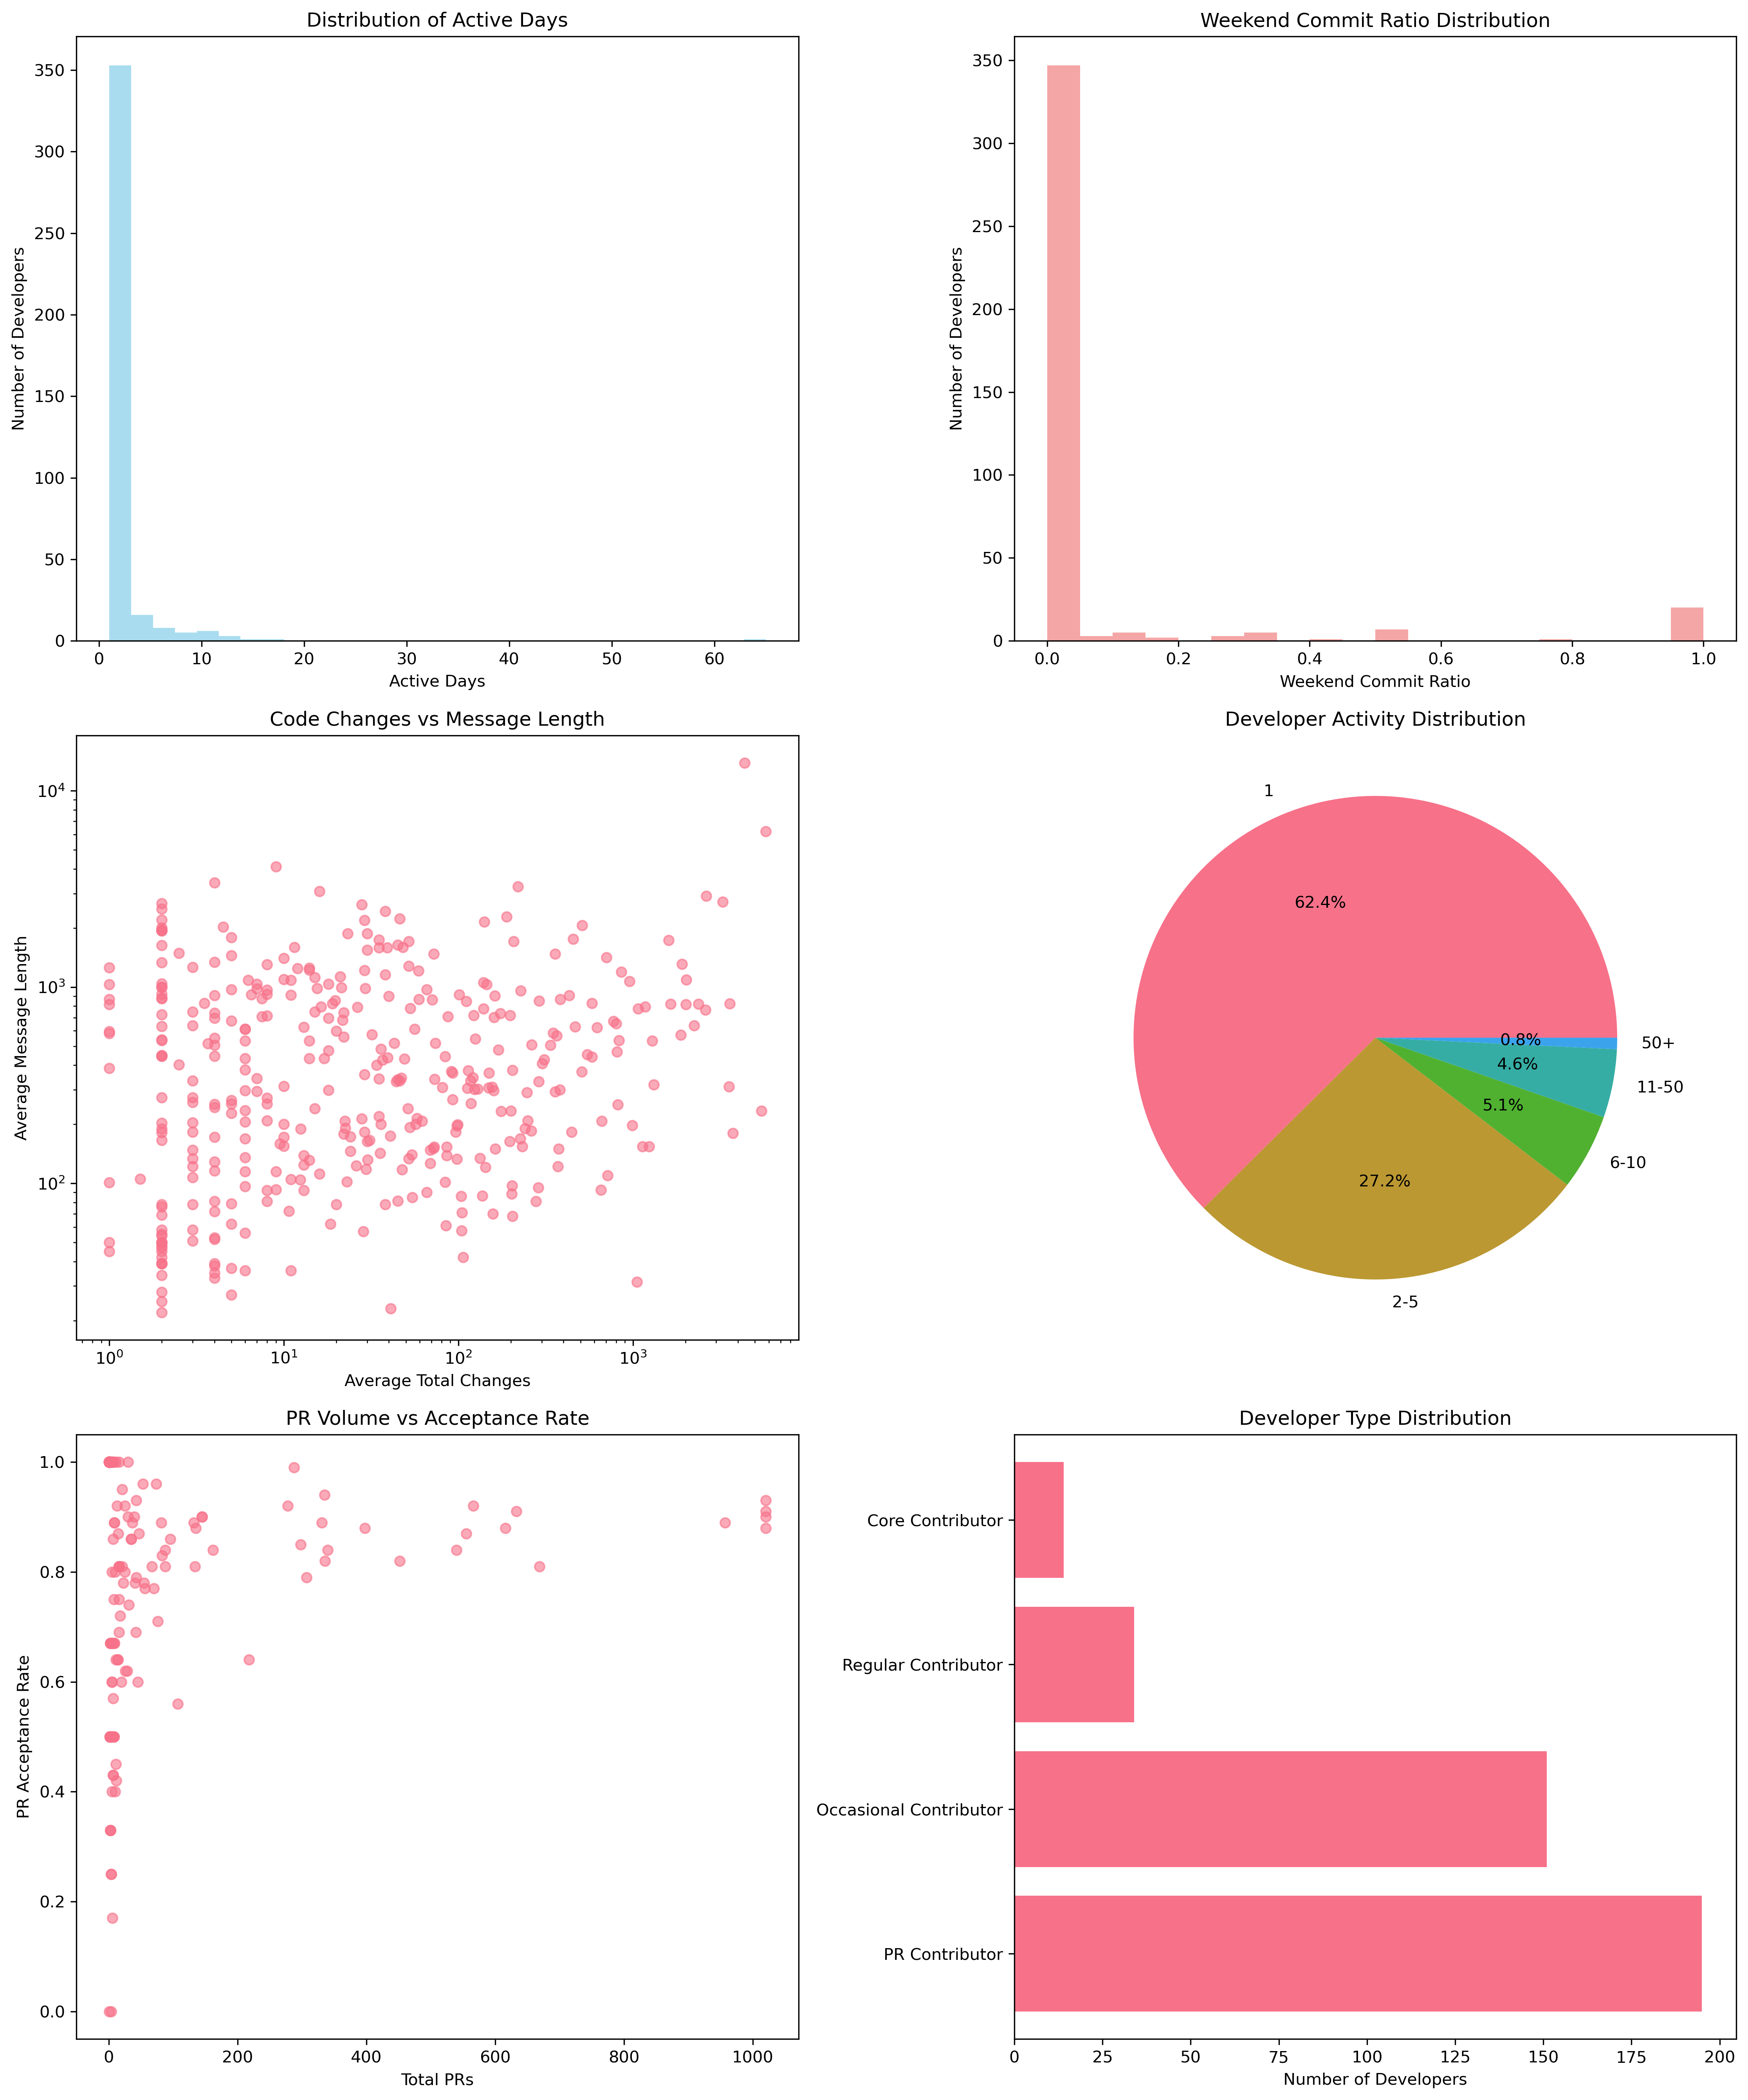 Distribution of Active Days
350
300
250
200
150
100
50
0
Number of Developers
0 10 20 30 40 50 60
Active Days
Weekend Commit Ratio Distribution
350
300
250
200
150
100
50
0
Number of Developers
0.0 0.2 0.4 0.6 0.8 1.0
Weekend Commit Ratio
Code Changes vs Message Length
10⁴
10³
10²
Average Message Length
10⁰ 10¹ 10² 10³
Average Total Changes
Developer Activity Distribution
1
62.4%
0.8%
50+
4.6%
11-50
5.1%
6-10
27.2%
2-5
PR Volume vs Acceptance Rate
1.0
0.8
0.6
0.4
0.2
0.0
PR Acceptance Rate
0 200 400 600 800 1000
Total PRs
Developer Type Distribution
Core Contributor
Regular Contributor
Occasional Contributor
PR Contributor
0 25 50 75 100 125 150 175 200
Number of Developers